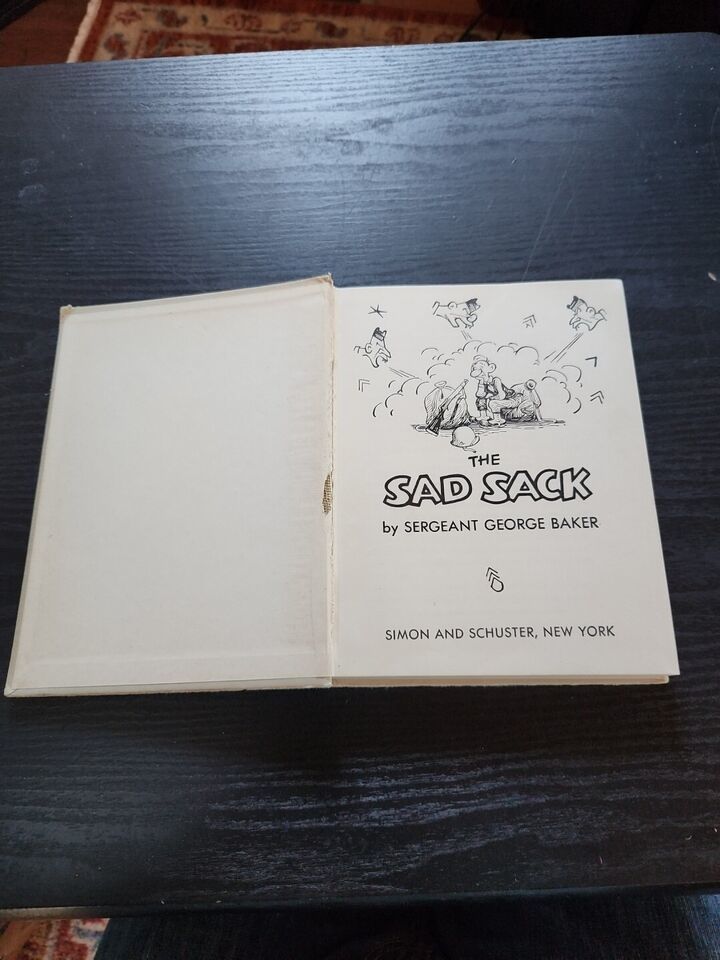 THE
SAD SACK
by SERGEANT GEORGE BAKER
SIMON AND SCHUSTER, NEW YORK